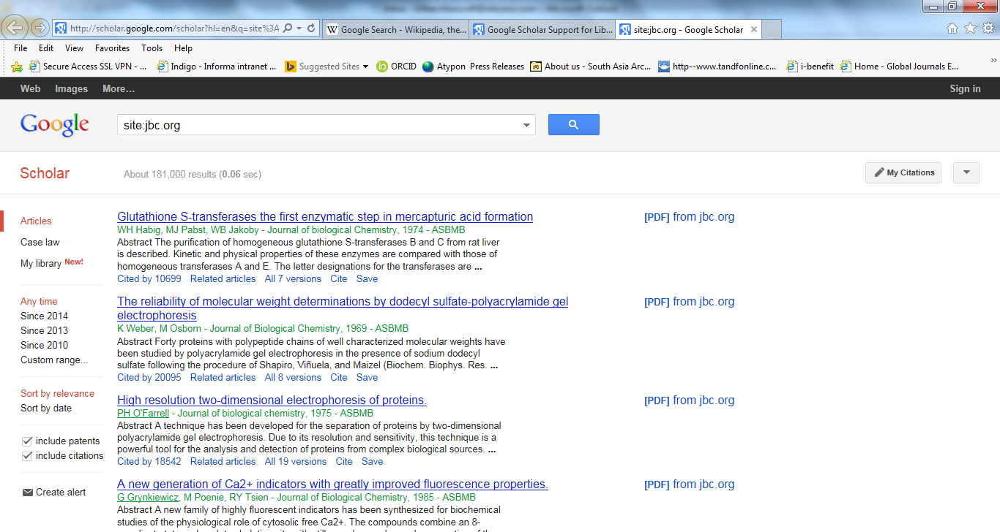 http://scholar.google.com/scholar?hl=en&q=site%3A
Google Search - Wikipedia, the...
Google Scholar Support for Lib...
site:jbc.org - Google Scholar
File Edit View Favorites Tools Help
Secure Access SSL VPN - ...
Indigo - Informa intranet ...
Suggested Sites
ORCID
Atypon
Press Releases
About us - South Asia Arc...
http--www.tandfonline.c...
i-benefit
Home - Global Journals E...
Web Images More... Sign in
Google
site:jbc.org
Scholar
About 181,000 results (0.06 sec)
My Citations
Articles
Case law
My library New!
Any time
Since 2014
Since 2013
Since 2010
Custom range...
Sort by relevance
Sort by date
include patents
include citations
Create alert
Glutathione S-transferases the first enzymatic step in mercapturic acid formation
[PDF] from jbc.org
WH Habig, MJ Pabst, WB Jakoby - Journal of biological Chemistry, 1974 - ASBMB
Abstract The purification of homogeneous glutathione S-transferases B and C from rat liver
is described. Kinetic and physical properties of these enzymes are compared with those of
homogeneous transferases A and E. The letter designations for the transferases are ...
Cited by 10699 Related articles All 7 versions Cite Save
The reliability of molecular weight determinations by dodecyl sulfate-polyacrylamide gel
electrophoresis
[PDF] from jbc.org
K Weber, M Osborn - Journal of Biological Chemistry, 1969 - ASBMB
Abstract Forty proteins with polypeptide chains of well characterized molecular weights have
been studied by polyacrylamide gel electrophoresis in the presence of sodium dodecyl
sulfate following the procedure of Shapiro, Viñuela, and Maizel (Biochem. Biophys. Res. ...
Cited by 20095 Related articles All 8 versions Cite Save
High resolution two-dimensional electrophoresis of proteins.
[PDF] from jbc.org
PH O'Farrell - Journal of biological chemistry, 1975 - ASBMB
Abstract A technique has been developed for the separation of proteins by two-dimensional
polyacrylamide gel electrophoresis. Due to its resolution and sensitivity, this technique is a
powerful tool for the analysis and detection of proteins from complex biological sources. ...
Cited by 18542 Related articles All 19 versions Cite Save
A new generation of Ca2+ indicators with greatly improved fluorescence properties.
[PDF] from jbc.org
G Grynkiewicz, M Poenie, RY Tsien - Journal of Biological Chemistry, 1985 - ASBMB
Abstract A new family of highly fluorescent indicators has been synthesized for biochemical
studies of the physiological role of cytosolic free Ca2+. The compounds combine an 8-